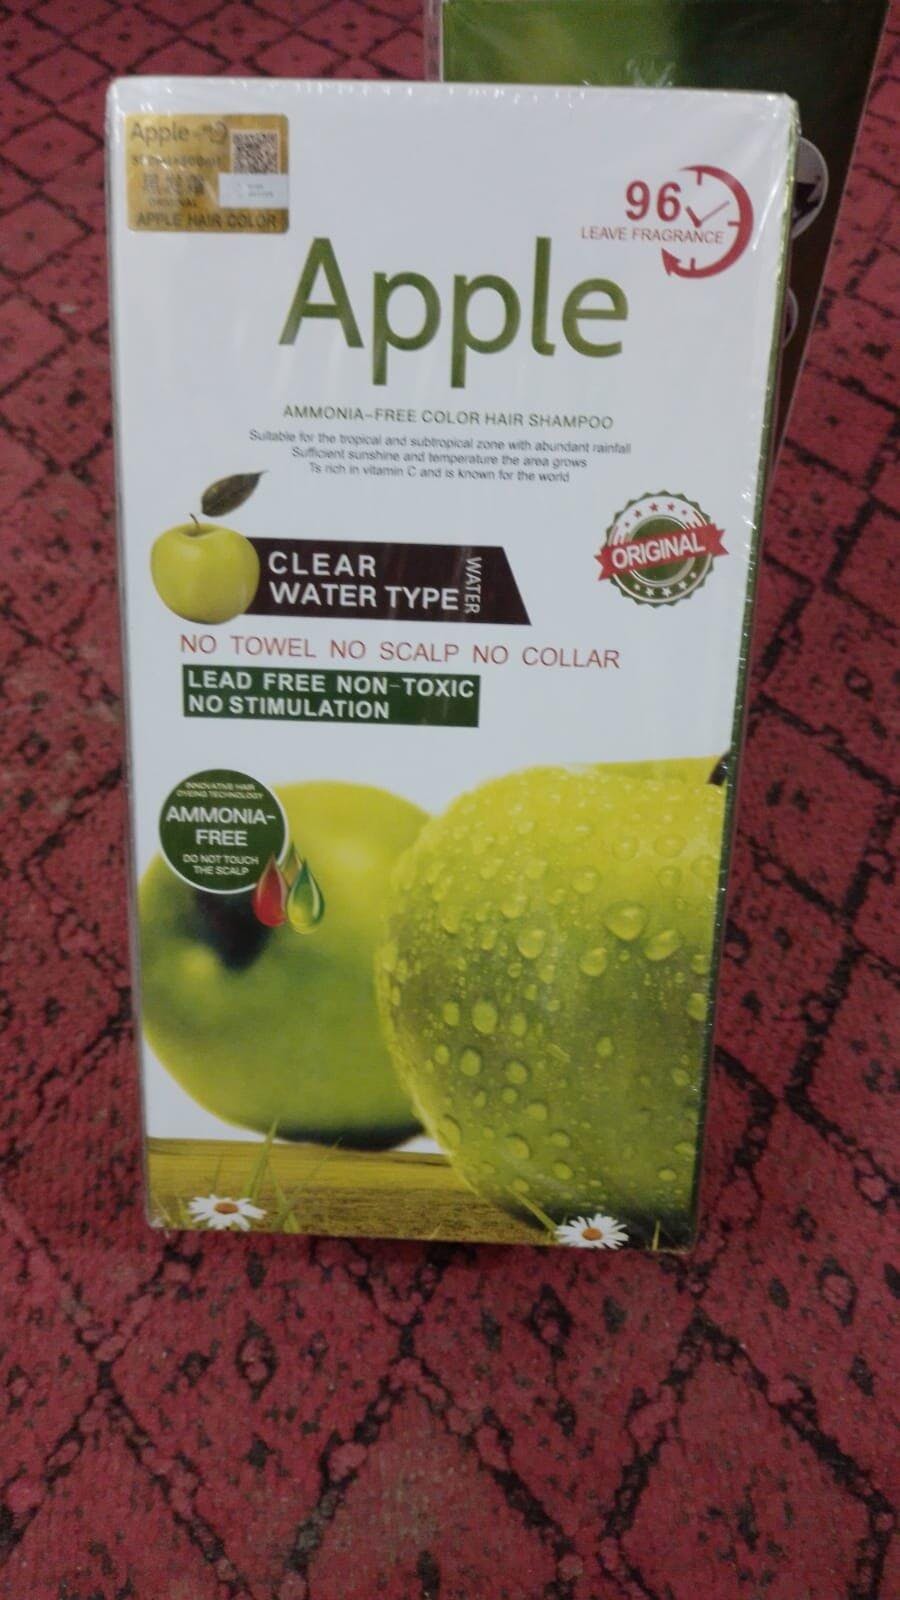 Apple
ORIGINAL
APPLE HAIR COLOR
96
LEAVE FRAGRANCE
Apple
AMMONIA-FREE COLOR HAIR SHAMPOO
Suitable for the tropical and subtropical zone with abundant rainfall
Sufficient sunshine and temperature the area grows
Ts rich in vitamin C and is known for the world
CLEAR
WATER TYPE
WATER
ORIGINAL
NO TOWEL NO SCALP NO COLLAR
LEAD FREE NON-TOXIC
NO STIMULATION
INNOVATIVE HAIR
DYEING TECHNOLOGY
AMMONIA-
FREE
DO NOT TOUCH
THE SCALP